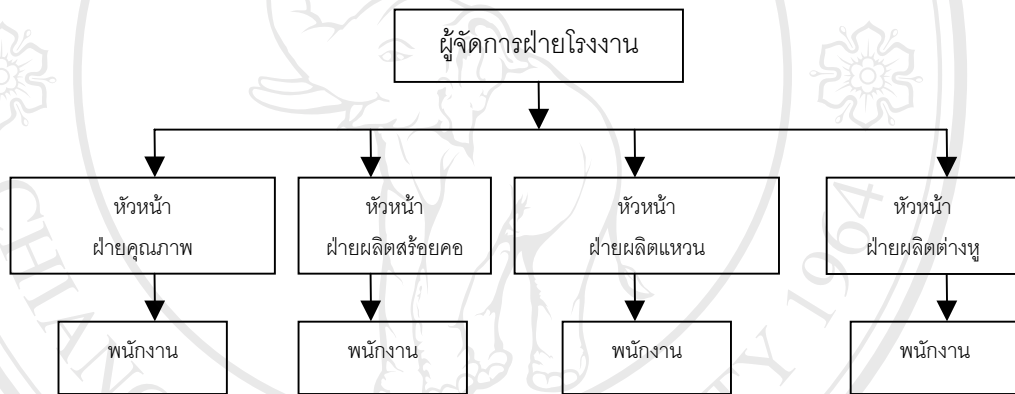 ผู้จัดการฝ่ายโรงงาน
หัวหน้า
ฝ่ายคุณภาพ
หัวหน้า
ฝ่ายผลิตสร้อยคอ
หัวหน้า
ฝ่ายผลิตแหวน
หัวหน้า
ฝ่ายผลิตต่างหู
พนักงาน
พนักงาน
พนักงาน
พนักงาน
CHIANG
ITY 1964